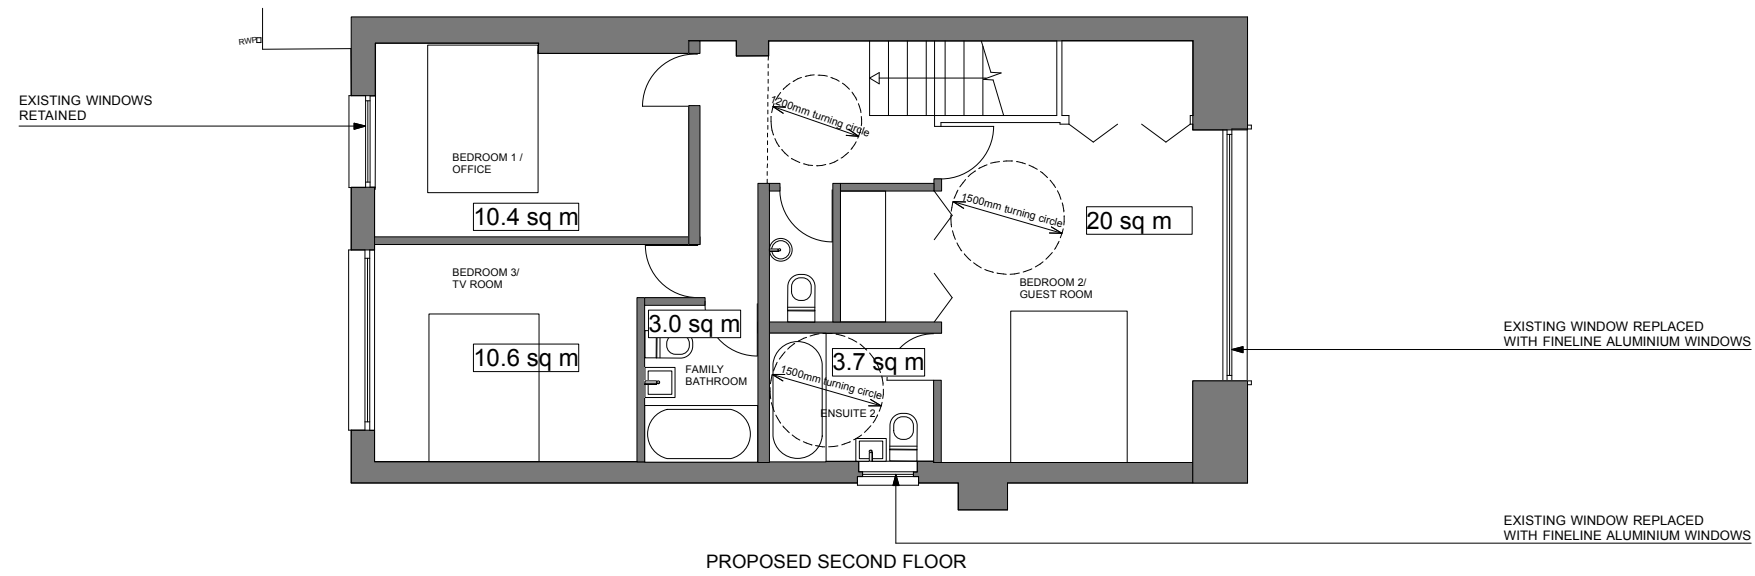 RWP
EXISTING WINDOWS
RETAINED
1200mm turning circle
BEDROOM 1 /
OFFICE
10.4 sq m
1500mm turning circle
20 sq m
BEDROOM 3/
TV ROOM
BEDROOM 2/
GUEST ROOM
3.0 sq m
10.6 sq m
FAMILY
BATHROOM
3.7 sq m
1500mm turning circle
ENSUITE 2
EXISTING WINDOW REPLACED
WITH FINELINE ALUMINIUM WINDOWS
EXISTING WINDOW REPLACED
WITH FINELINE ALUMINIUM WINDOWS
PROPOSED SECOND FLOOR